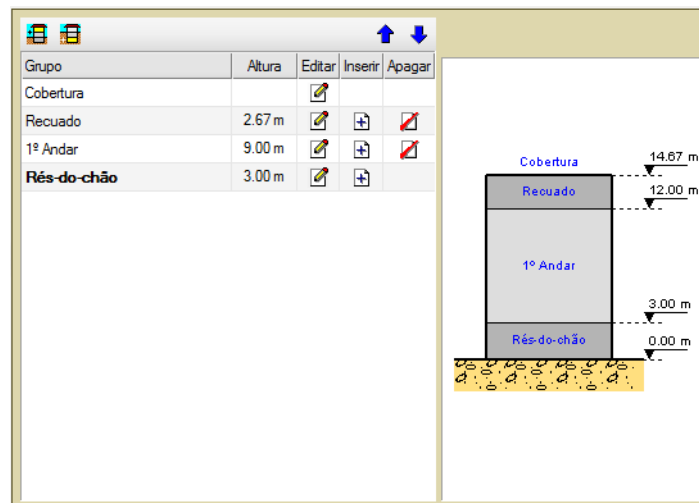 Grupo Altura Editar Inserir Apagar
Cobertura
Recuado 2.67 m
1º Andar 9.00 m
Rés-do-chão 3.00 m
Cobertura 14.67 m
Recuado 12.00 m
1º Andar
3.00 m
Rés-do-chão 0.00 m